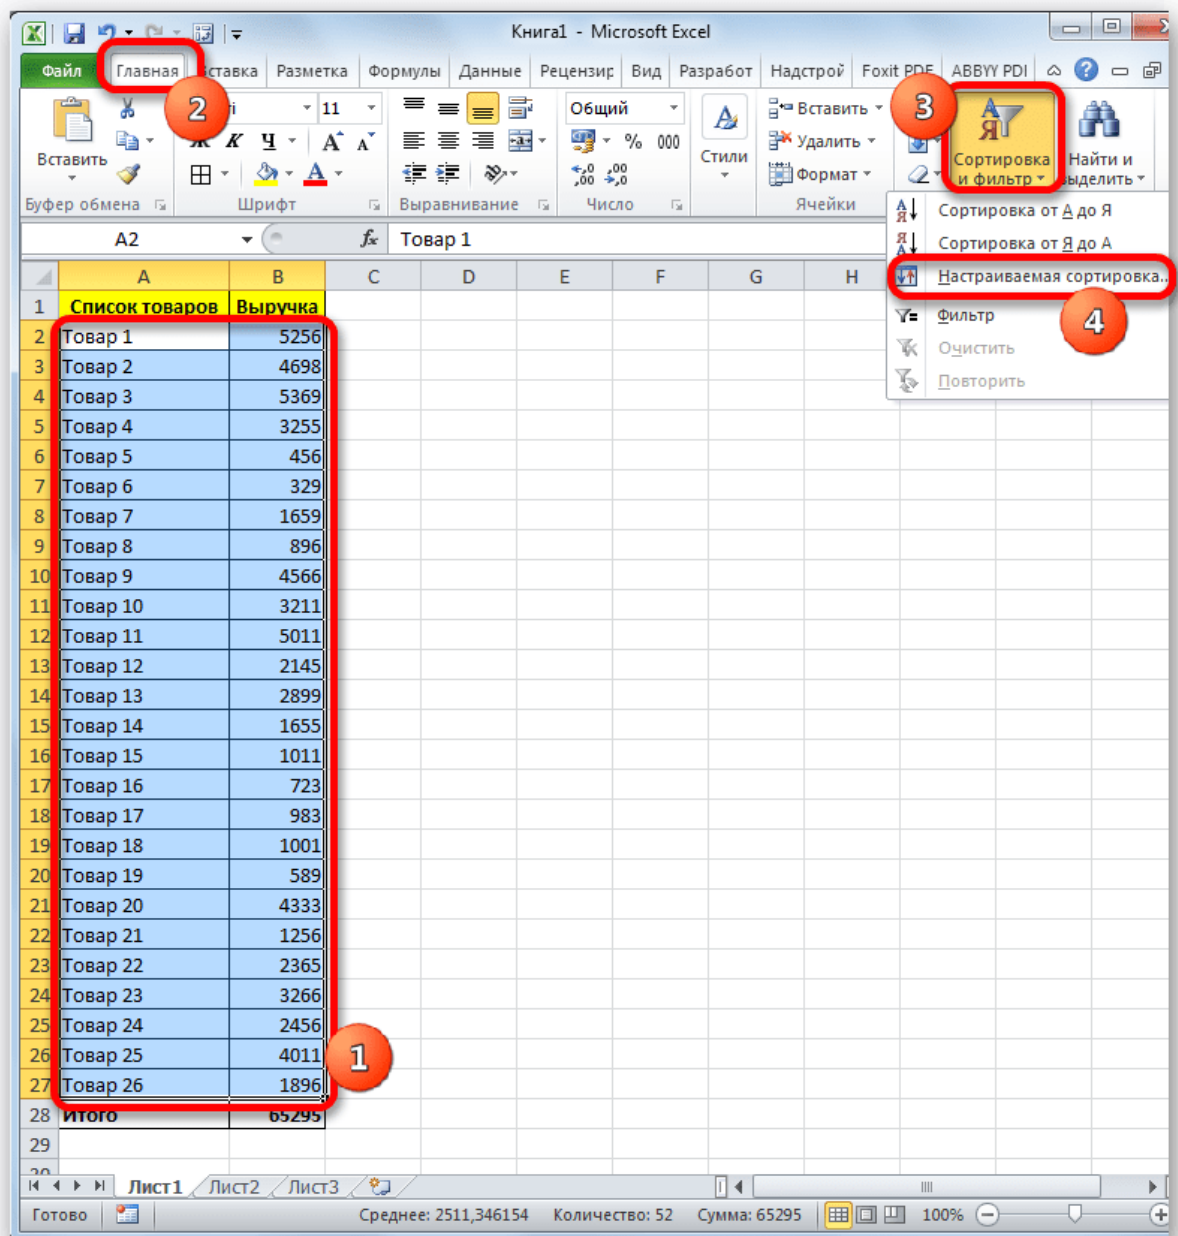 Книга1 - Microsoft Excel
Файл Главная ставка Разметка Формулы Данные Рецензир Вид Разработ Надстрой Foxit PDF ABBYY PDI
2
3
11 Общий Вставить
Ж К Ч A A % 000 Удалить
Вставить Стили Формат Сортировка и фильтр Найти и выделить
Буфер обмена Шрифт Выравнивание Число Ячейки
Сортировка от А до Я
Сортировка от Я до А
Настраиваемая сортировка...
Фильтр
4
Очистить
Повторить
A2 fx Товар 1
A B C D E F G H
1 Список товаров Выручка
2 Товар 1 5256
3 Товар 2 4698
4 Товар 3 5369
5 Товар 4 3255
6 Товар 5 456
7 Товар 6 329
8 Товар 7 1659
9 Товар 8 896
10 Товар 9 4566
11 Товар 10 3211
12 Товар 11 5011
13 Товар 12 2145
14 Товар 13 2899
15 Товар 14 1655
16 Товар 15 1011
17 Товар 16 723
18 Товар 17 983
19 Товар 18 1001
20 Товар 19 589
21 Товар 20 4333
22 Товар 21 1256
23 Товар 22 2365
24 Товар 23 3266
25 Товар 24 2456
26 Товар 25 4011
1
27 Товар 26 1896
28 Итого 65295
29
Лист1 Лист2 Лист3
Готово Среднее: 2511,346154 Количество: 52 Сумма: 65295 100%